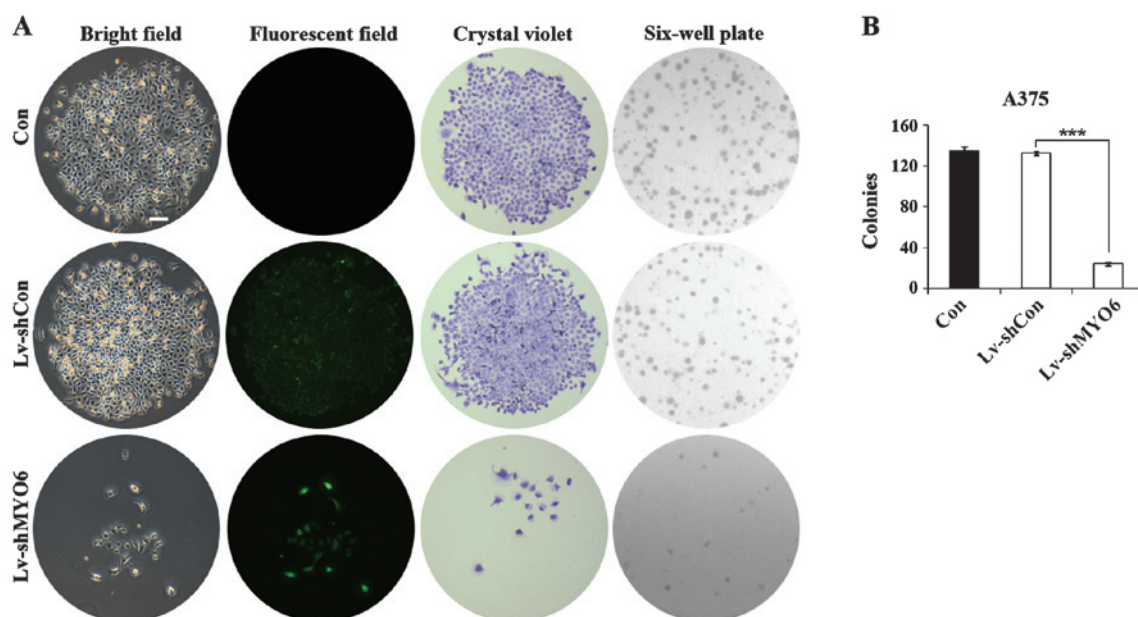 A
Bright field Fluorescent field Crystal violet Six-well plate
Con
Lv-shCon
Lv-shMYO6
B
A375
***
Colonies
160
120
80
40
0
Con Lv-shCon Lv-shMYO6